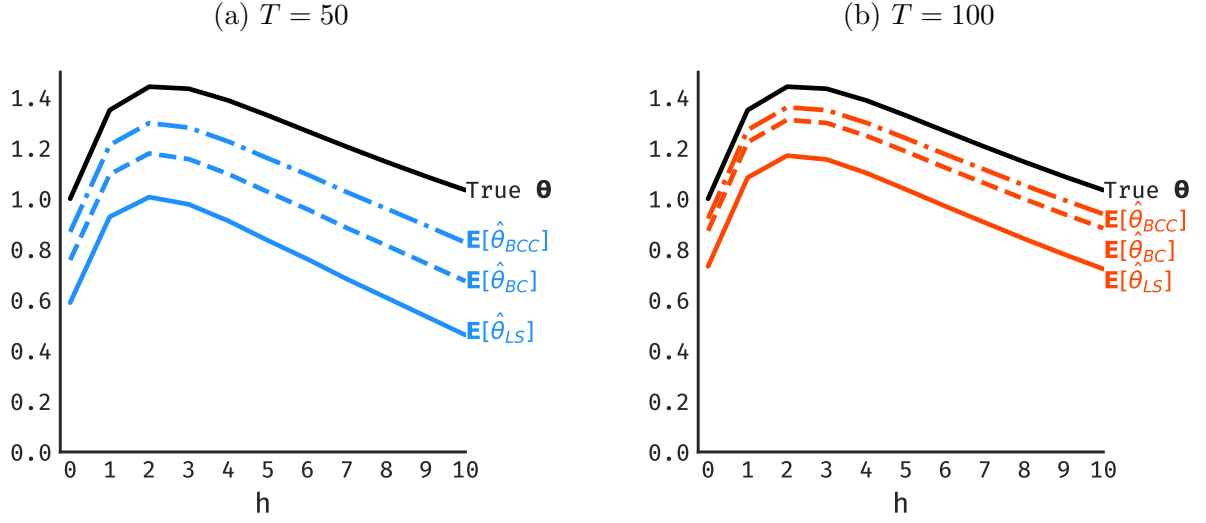 (a) T = 50
1.4
1.2
1.0
0.8
0.6
0.4
0.2
0.0
0 1 2 3 4 5 6 7 8 9 10
h
True θ
E[θ̂_BCC]
E[θ̂_BC]
E[θ̂_LS]
(b) T = 100
1.4
1.2
1.0
0.8
0.6
0.4
0.2
0.0
0 1 2 3 4 5 6 7 8 9 10
h
True θ
E[θ̂_BCC]
E[θ̂_BC]
E[θ̂_LS]